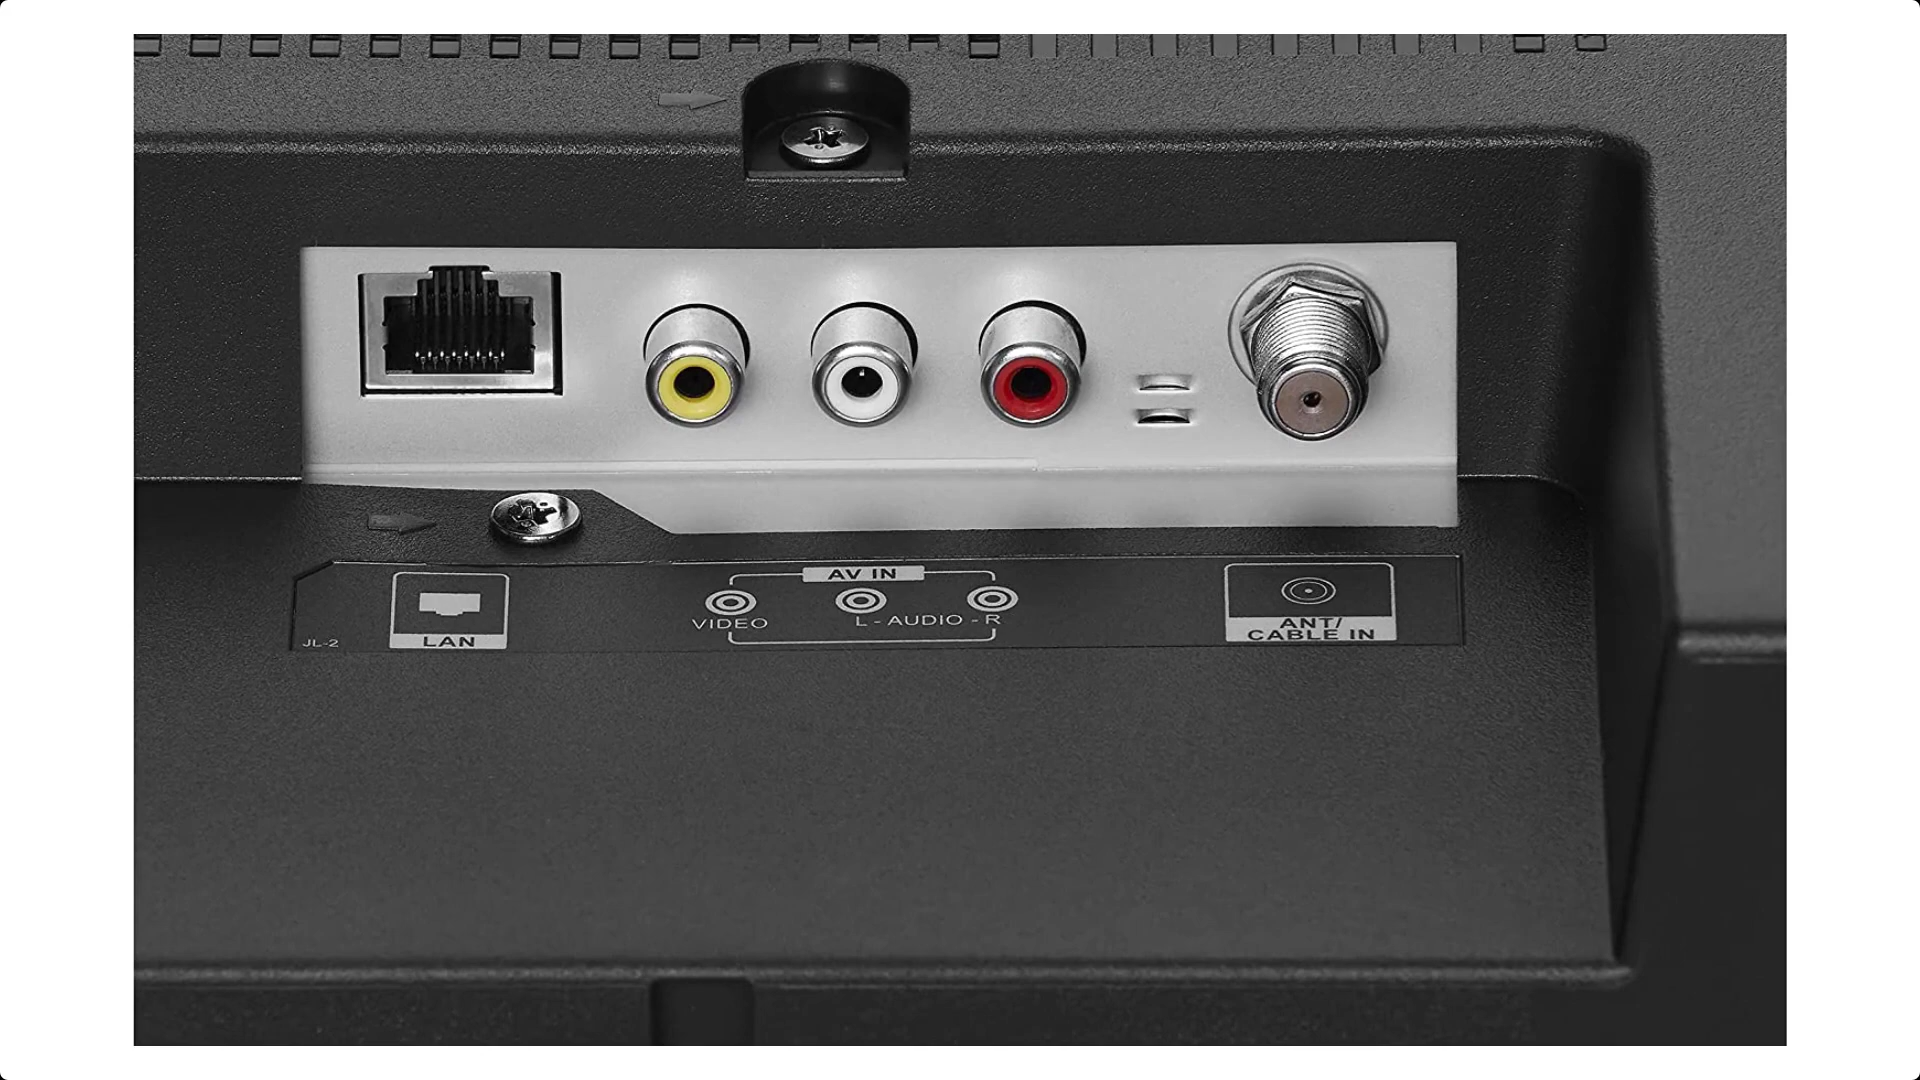 AV IN
VIDEO
L - AUDIO - R
ANT/
CABLE IN
JL-2
LAN